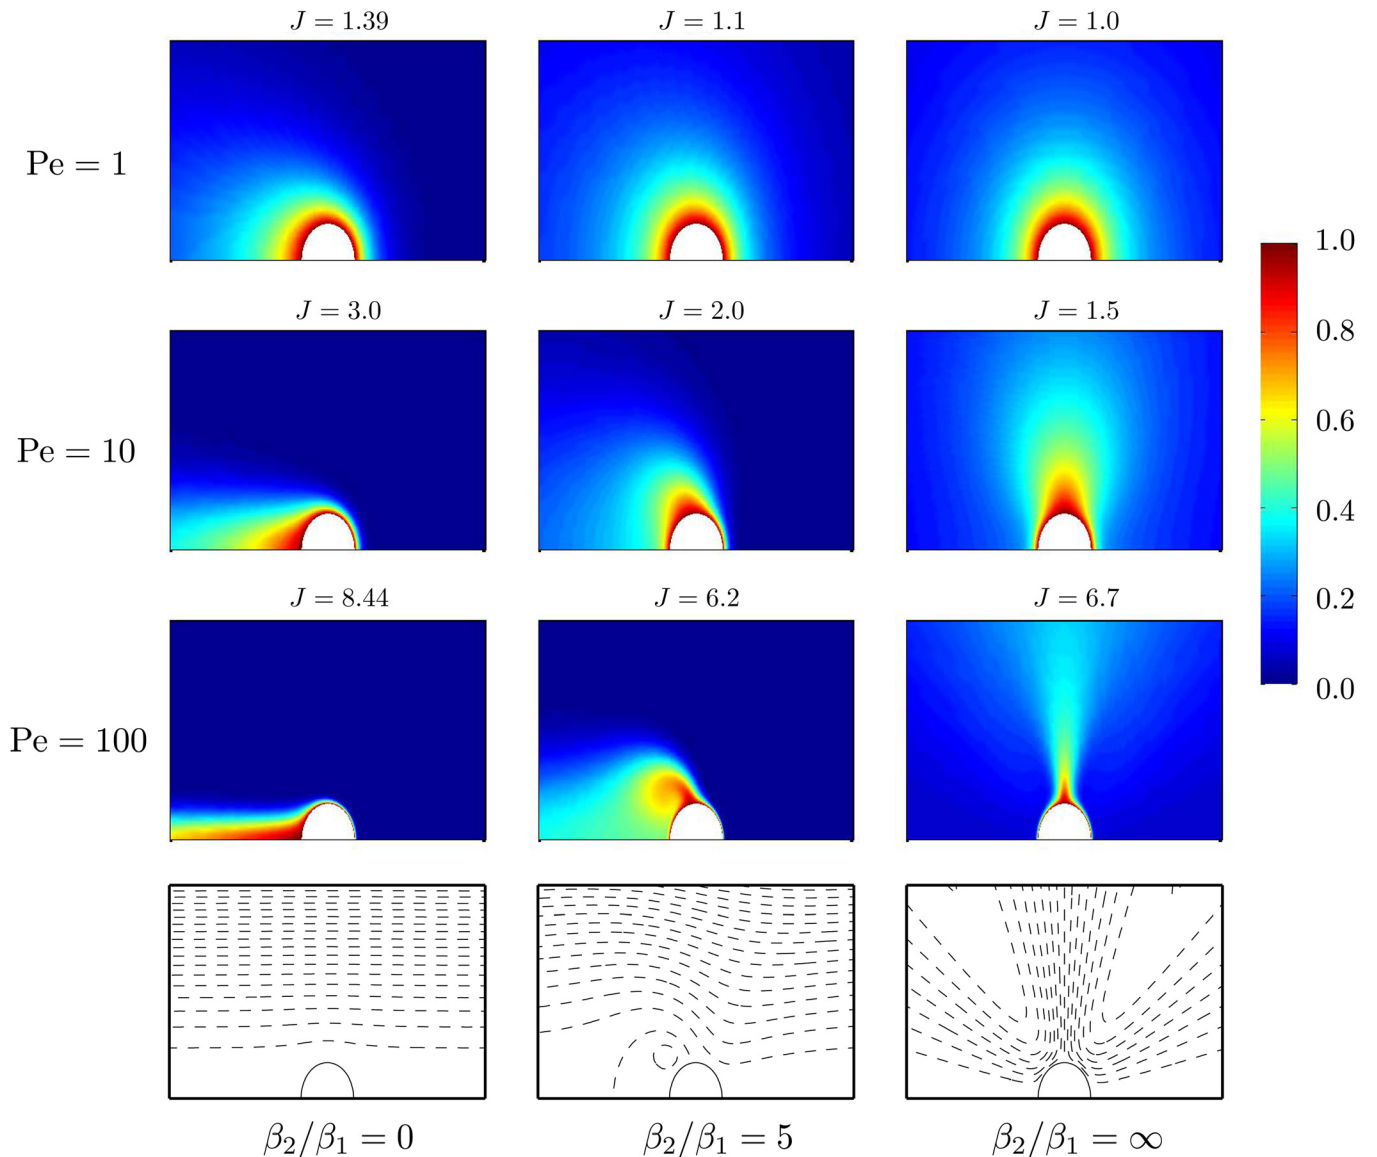 J = 1.39 J = 1.1 J = 1.0
Pe = 1
J = 3.0 J = 2.0 J = 1.5
Pe = 10
J = 8.44 J = 6.2 J = 6.7
Pe = 100
β₂/β₁ = 0 β₂/β₁ = 5 β₂/β₁ = ∞
1.0
0.8
0.6
0.4
0.2
0.0